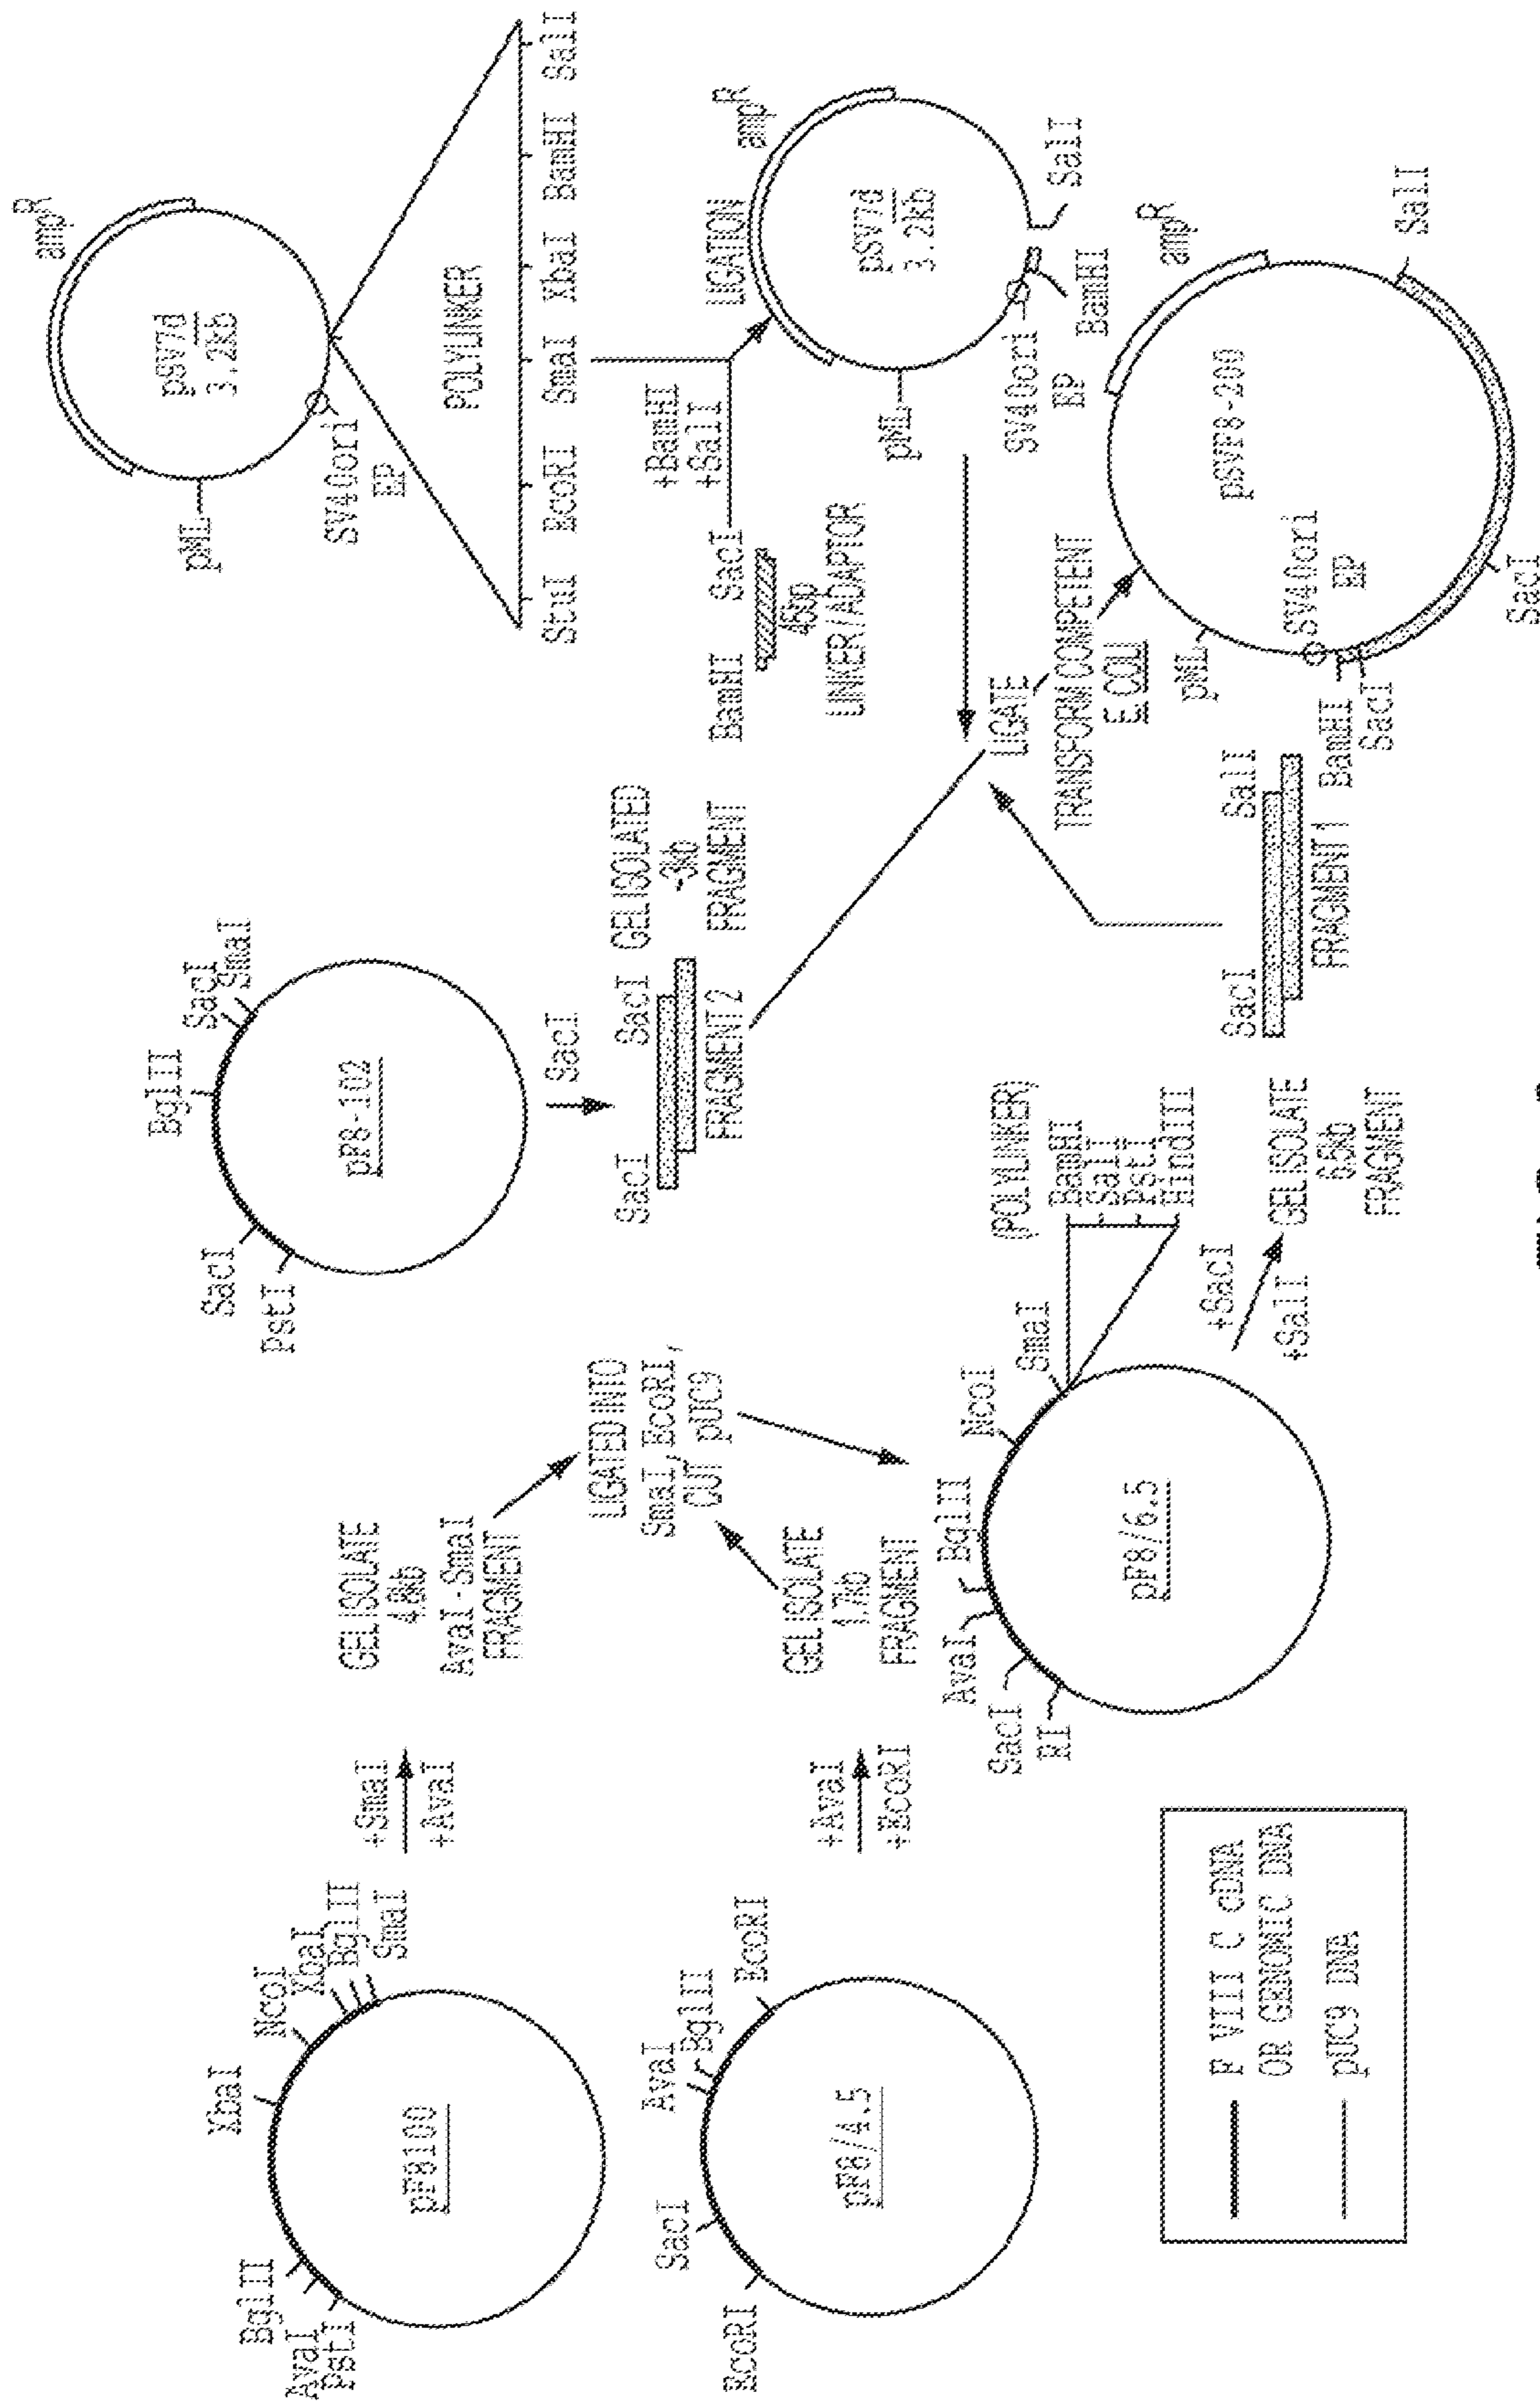 BglII
AvaI
PstI
XbaI
NcoI
XbaI
BglII
SmaI
pF8100
+SmaI
+AvaI
GEL ISOLATE
4.8kb
AvaI-SmaI
FRAGMENT
EcoRI
SacI
AvaI
BglII
EcoRI
pF8/4.5
+AvaI
+EcoRI
GEL ISOLATE
1.7kb
FRAGMENT
LIGATED INTO
SmaI, EcoRI,
CUT pUC9
F VIII C cDNA
OR GENOMIC DNA
pUC9 DNA
RI
SacI
AvaI
BglII
NcoI
SmaI
pF8/6.5
(POLYLINKER)
BamHI
SalI
PstI
HindIII
+SacI
+SalI
GEL ISOLATE
6.5kb
FRAGMENT
PstI
SacI
BglII
SacI
SmaI
pF8-102
SacI
SacI
SacI
FRAGMENT 2
GEL ISOLATED
~3kb
FRAGMENT
SacI
SalI
FRAGMENT 1
ampR
pSV7d
3.2kb
pML
SV40ori
EP
POLYLINKER
StuI EcoRI SmaI XbaI BamHI SalI
+BamHI
+SalI
BamHI SacI
45bp
LINKER/ADAPTOR
LIGATION
ampR
pSV7d
3.2kb
pML
SV40ori
EP
BamHI
SalI
LIGATE
TRANSFORM COMPETENT
E COLI
ampR
pSVF8-200
pML
SV40ori
EP
BamHI
SacI
SacI
SalI